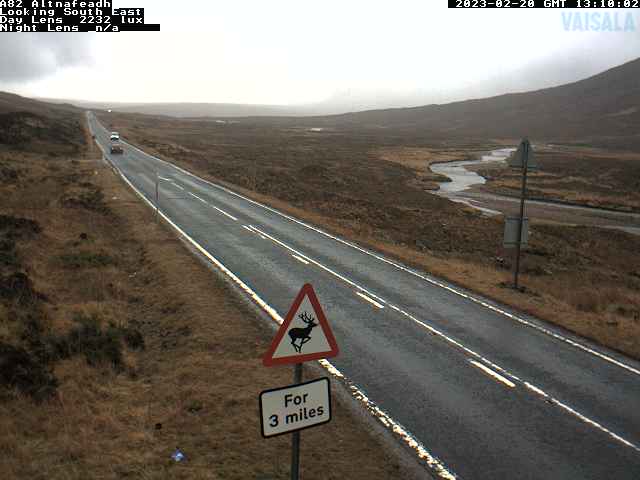 A82 Altnafeadh
Looking South East
Day Lens 2232 lux
Night Lens n/a
2023-02-20 GMT 13:10:02
VAISALA
For
3 miles